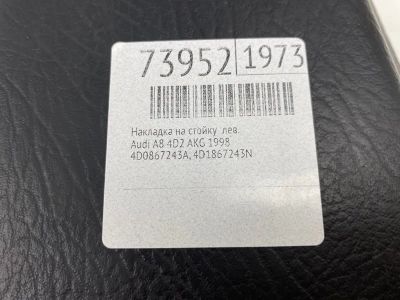 73952 1973
Накладка на стойку лев.
Audi A8 4D2 AKG 1998
4D0867243A, 4D1867243N